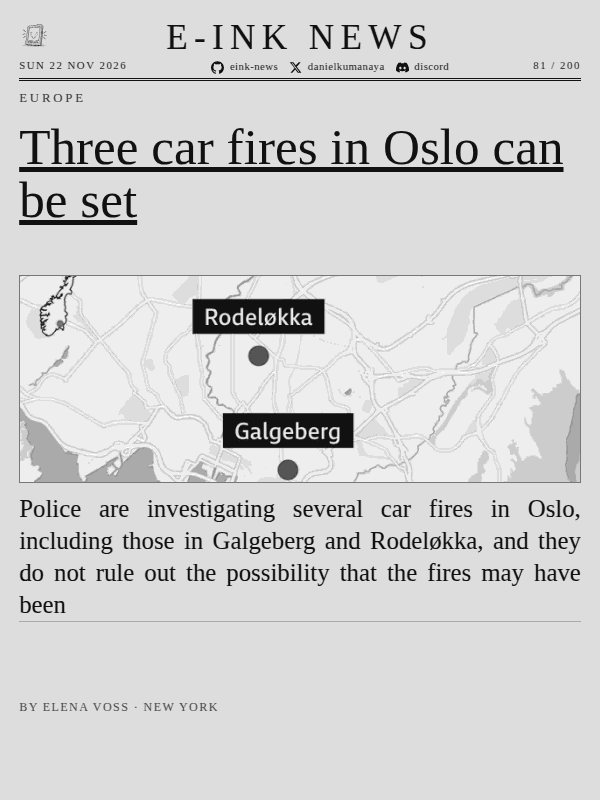 E-INK NEWS
SUN 22 NOV 2026
eink-news danielkumanaya discord
81 / 200
EUROPE
Three car fires in Oslo can
be set
Rodeløkka
Galgeberg
Police are investigating several car fires in Oslo,
including those in Galgeberg and Rodeløkka, and they
do not rule out the possibility that the fires may have
been
BY ELENA VOSS · NEW YORK